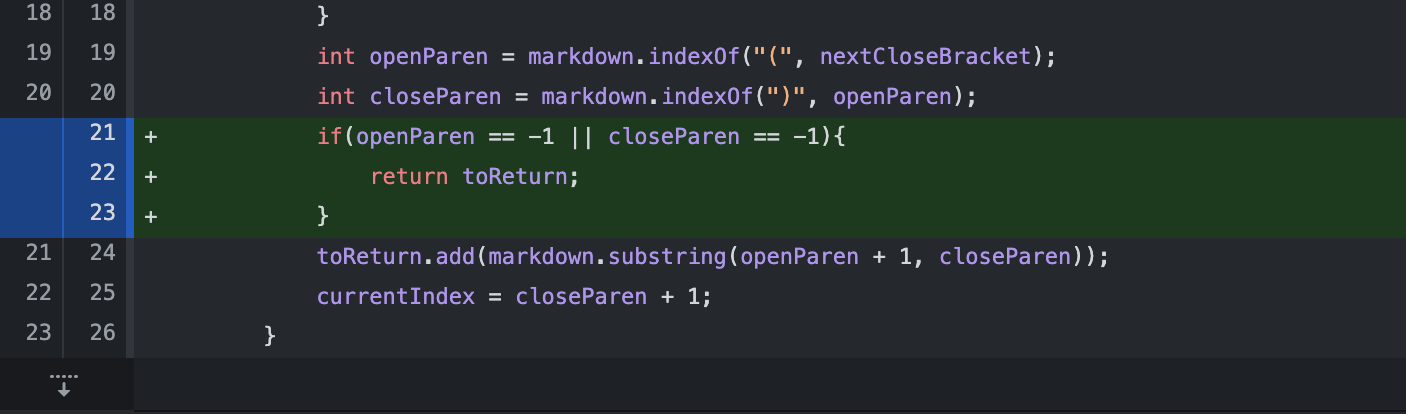 18 18 }
19 19 int openParen = markdown.indexOf("(", nextCloseBracket);
20 20 int closeParen = markdown.indexOf(")", openParen);
21 + if(openParen == -1 || closeParen == -1){
22 + return toReturn;
23 + }
21 24 toReturn.add(markdown.substring(openParen + 1, closeParen));
22 25 currentIndex = closeParen + 1;
23 26 }